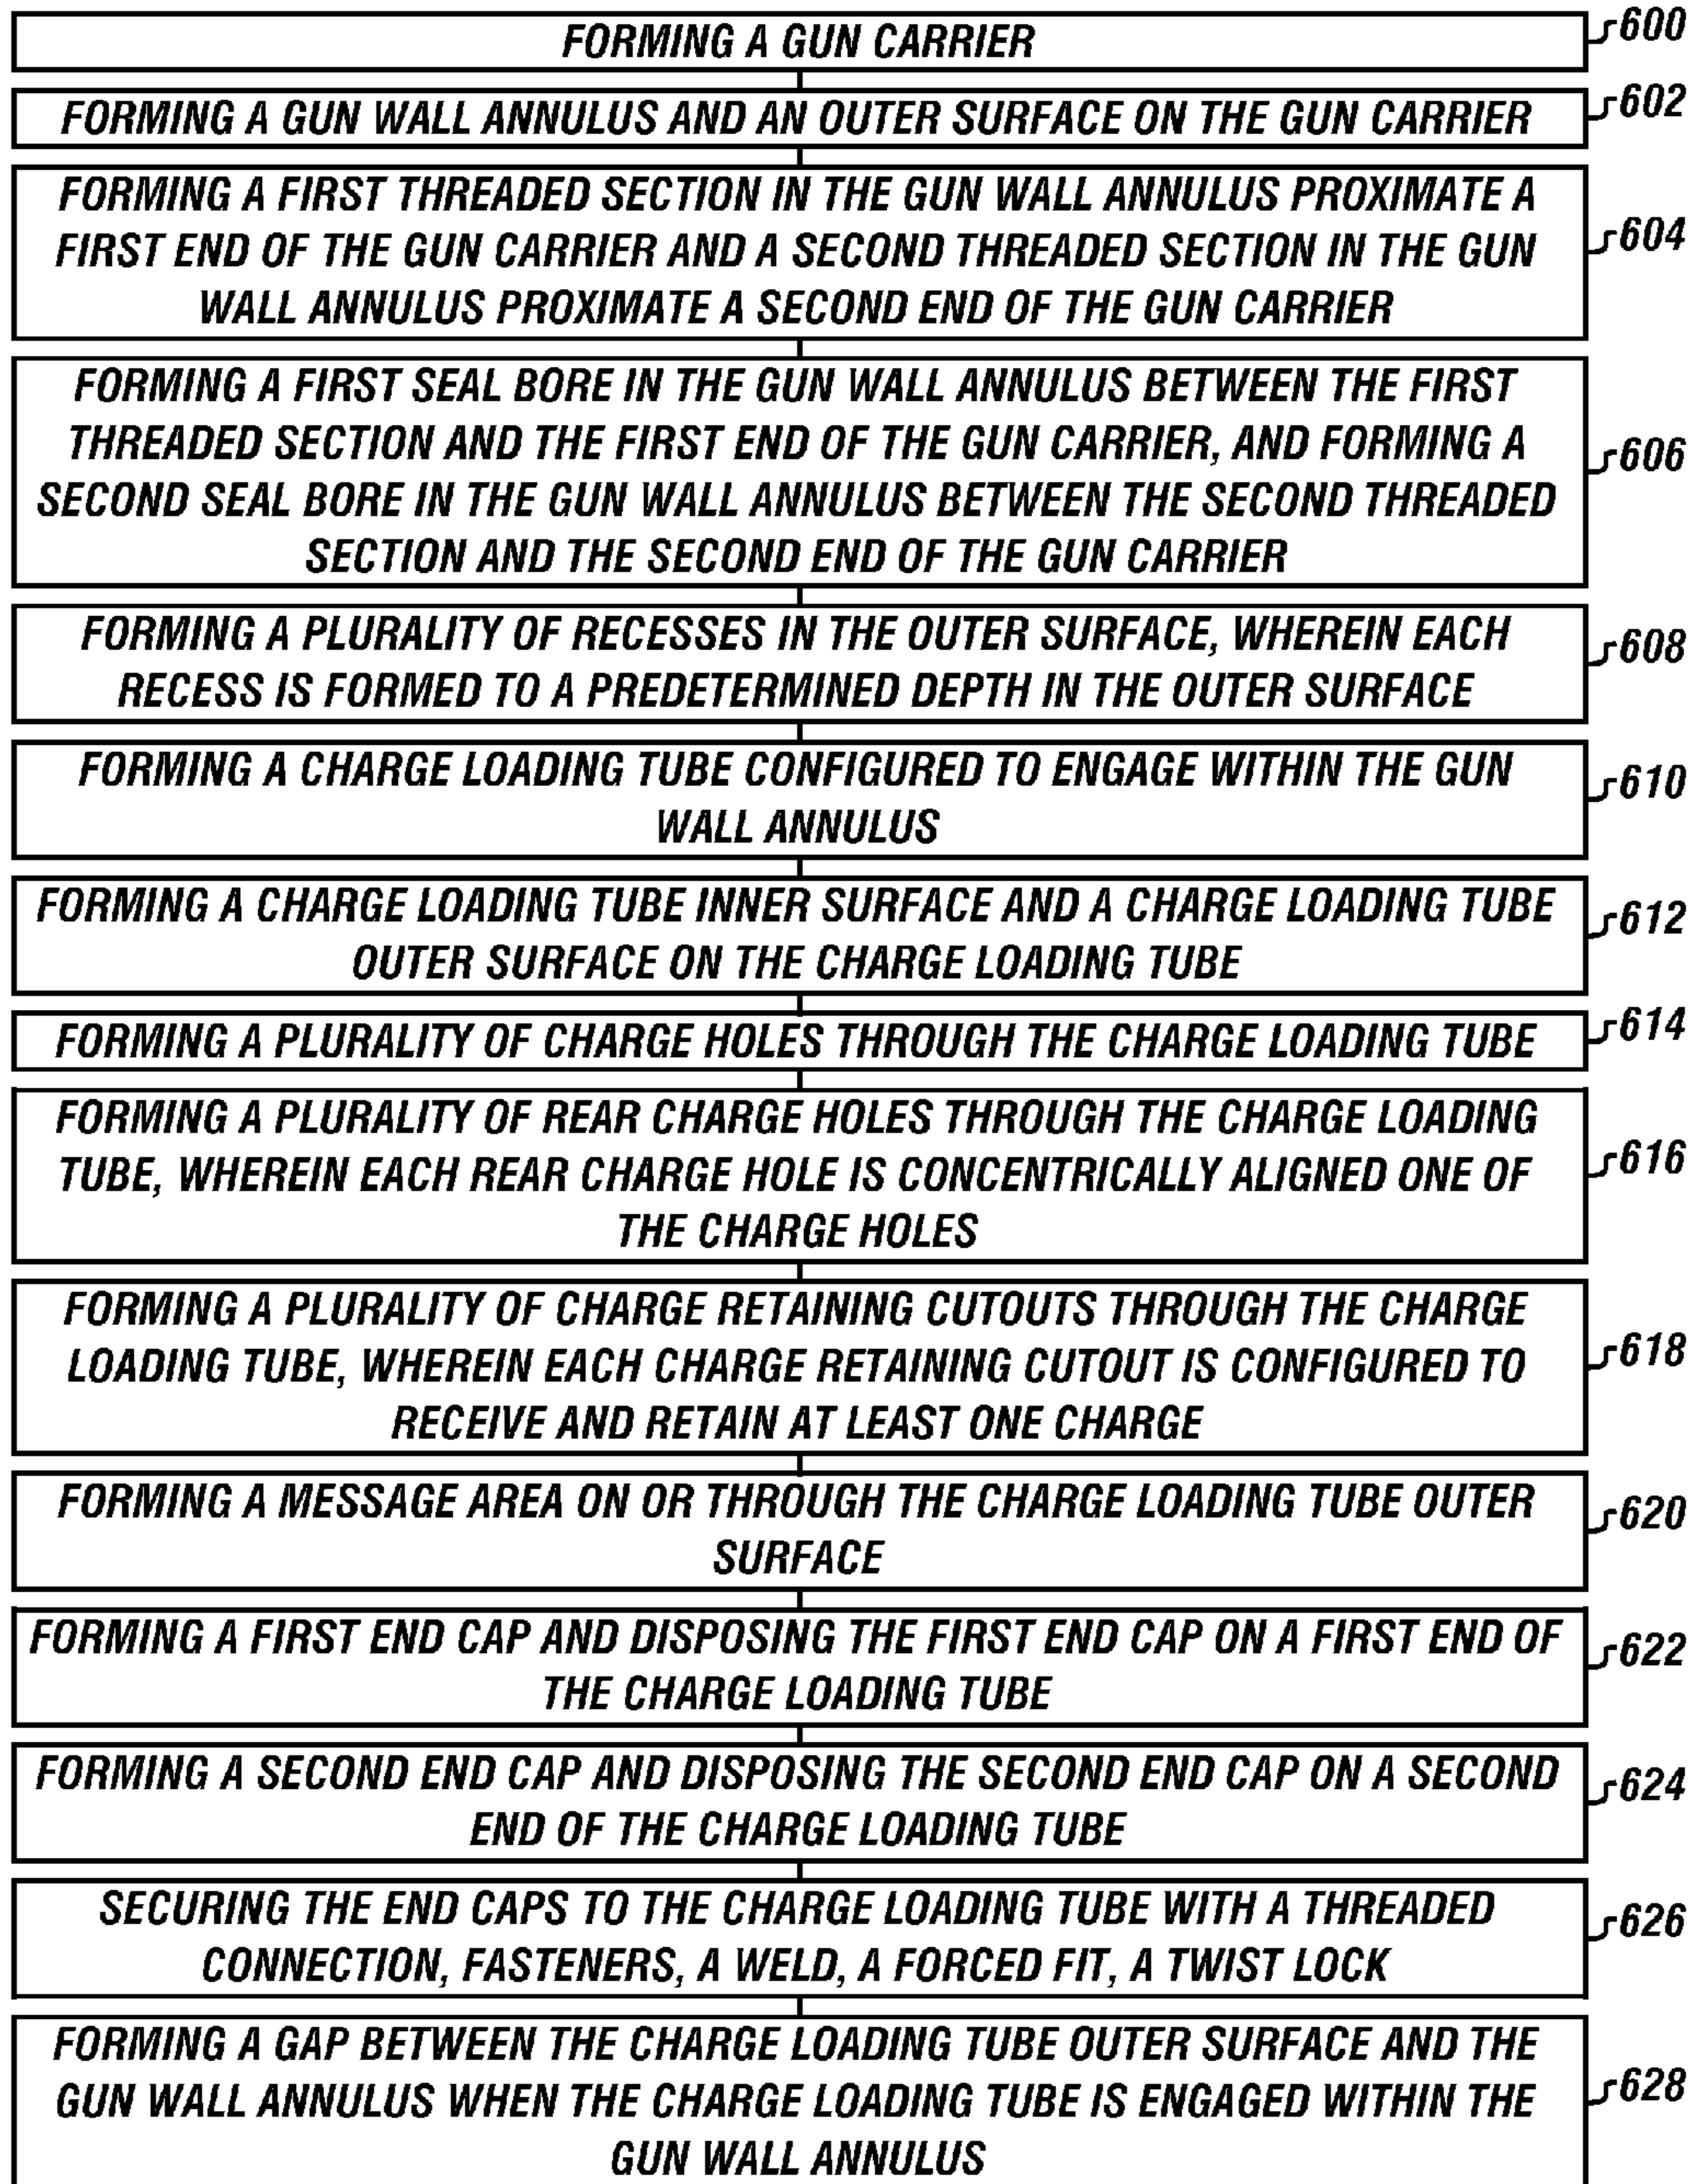 FORMING A GUN CARRIER
600
FORMING A GUN WALL ANNULUS AND AN OUTER SURFACE ON THE GUN CARRIER
602
FORMING A FIRST THREADED SECTION IN THE GUN WALL ANNULUS PROXIMATE A
FIRST END OF THE GUN CARRIER AND A SECOND THREADED SECTION IN THE GUN
WALL ANNULUS PROXIMATE A SECOND END OF THE GUN CARRIER
604
FORMING A FIRST SEAL BORE IN THE GUN WALL ANNULUS BETWEEN THE FIRST
THREADED SECTION AND THE FIRST END OF THE GUN CARRIER, AND FORMING A
SECOND SEAL BORE IN THE GUN WALL ANNULUS BETWEEN THE SECOND THREADED
SECTION AND THE SECOND END OF THE GUN CARRIER
606
FORMING A PLURALITY OF RECESSES IN THE OUTER SURFACE, WHEREIN EACH
RECESS IS FORMED TO A PREDETERMINED DEPTH IN THE OUTER SURFACE
608
FORMING A CHARGE LOADING TUBE CONFIGURED TO ENGAGE WITHIN THE GUN
WALL ANNULUS
610
FORMING A CHARGE LOADING TUBE INNER SURFACE AND A CHARGE LOADING TUBE
OUTER SURFACE ON THE CHARGE LOADING TUBE
612
FORMING A PLURALITY OF CHARGE HOLES THROUGH THE CHARGE LOADING TUBE
614
FORMING A PLURALITY OF REAR CHARGE HOLES THROUGH THE CHARGE LOADING
TUBE, WHEREIN EACH REAR CHARGE HOLE IS CONCENTRICALLY ALIGNED ONE OF
THE CHARGE HOLES
616
FORMING A PLURALITY OF CHARGE RETAINING CUTOUTS THROUGH THE CHARGE
LOADING TUBE, WHEREIN EACH CHARGE RETAINING CUTOUT IS CONFIGURED TO
RECEIVE AND RETAIN AT LEAST ONE CHARGE
618
FORMING A MESSAGE AREA ON OR THROUGH THE CHARGE LOADING TUBE OUTER
SURFACE
620
FORMING A FIRST END CAP AND DISPOSING THE FIRST END CAP ON A FIRST END OF
THE CHARGE LOADING TUBE
622
FORMING A SECOND END CAP AND DISPOSING THE SECOND END CAP ON A SECOND
END OF THE CHARGE LOADING TUBE
624
SECURING THE END CAPS TO THE CHARGE LOADING TUBE WITH A THREADED
CONNECTION, FASTENERS, A WELD, A FORCED FIT, A TWIST LOCK
626
FORMING A GAP BETWEEN THE CHARGE LOADING TUBE OUTER SURFACE AND THE
GUN WALL ANNULUS WHEN THE CHARGE LOADING TUBE IS ENGAGED WITHIN THE
GUN WALL ANNULUS
628